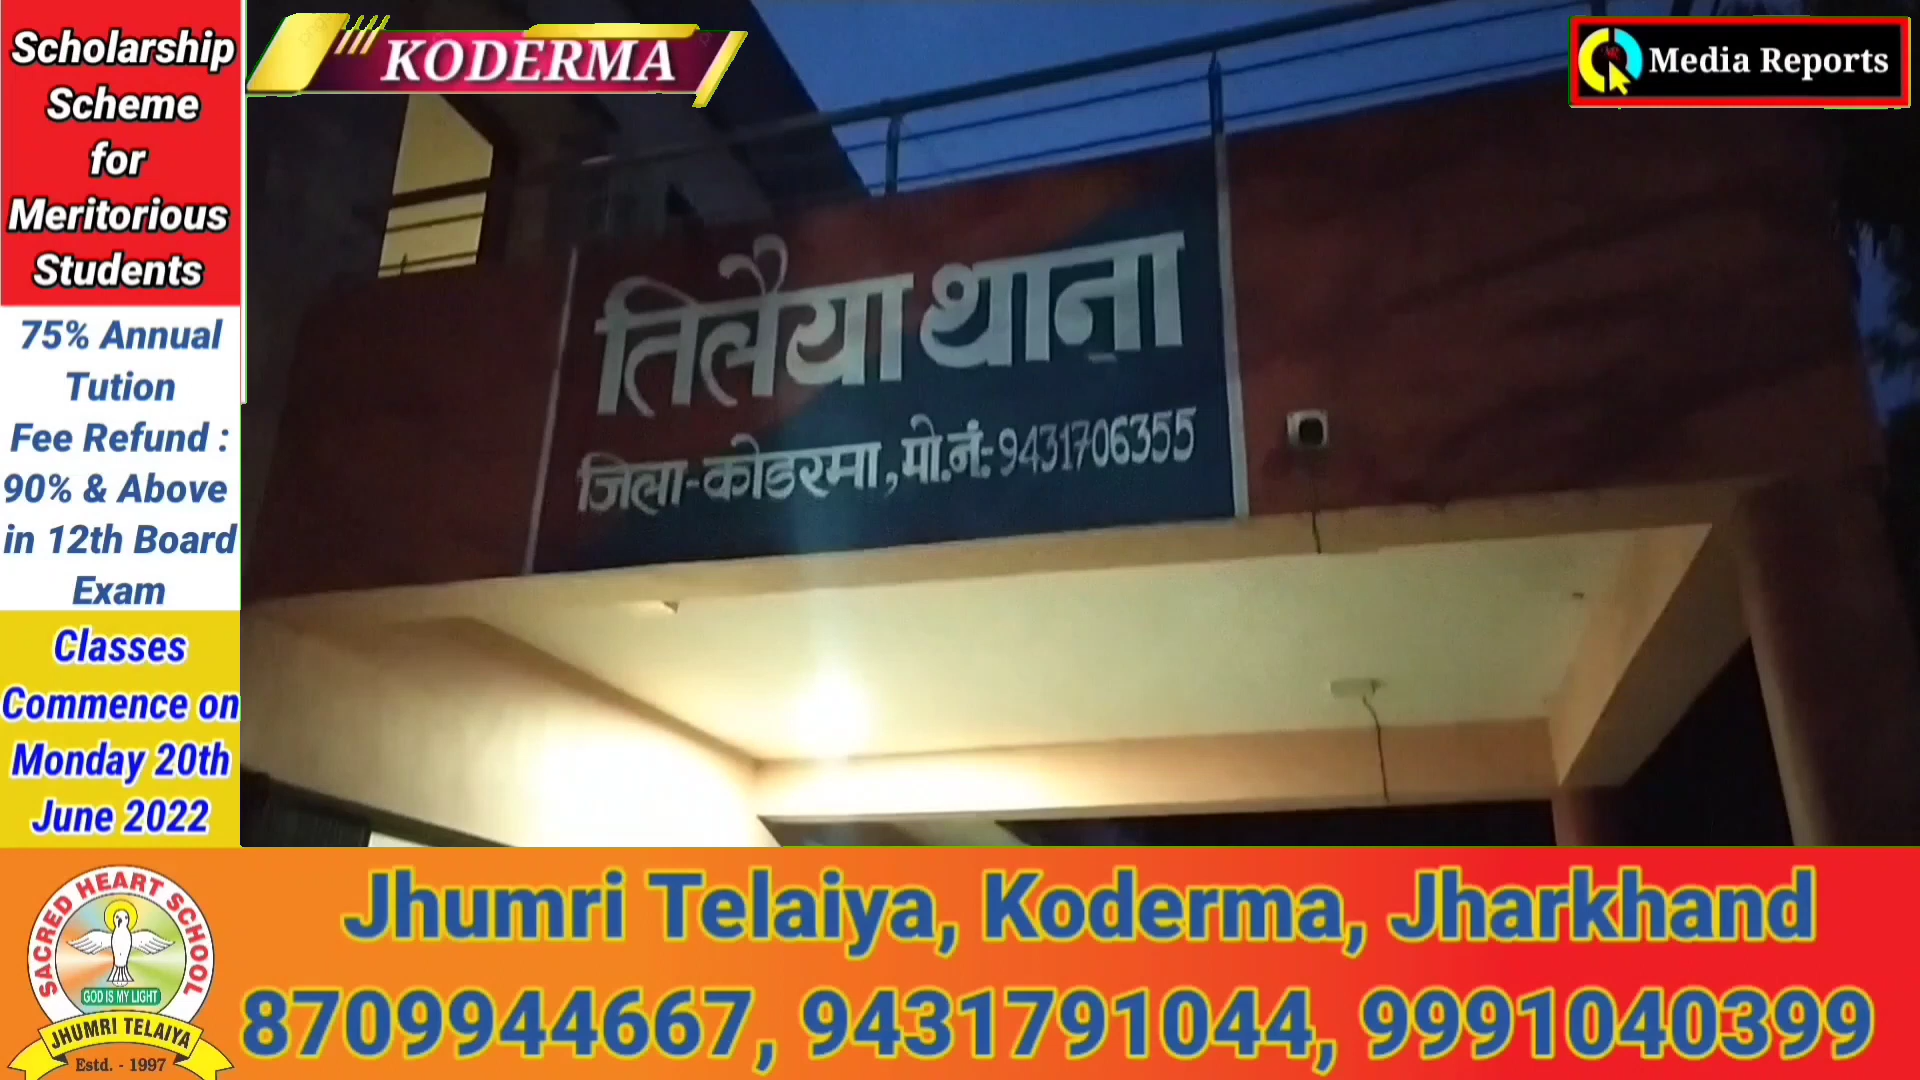 Scholarship
Scheme
for
Meritorious
Students
75% Annual
Tution
Fee Refund :
90% & Above
in 12th Board
Exam
Classes
Commence on
Monday 20th
June 2022
KODERMA
Media Reports
तिलैया थाना
जिला-कोडरमा, मो.नं:-9431706355
SACRED HEART SCHOOL
GOD IS MY LIGHT
JHUMRI TELAIYA
Estd. - 1997
Jhumri Telaiya, Koderma, Jharkhand
8709944667, 9431791044, 9991040399